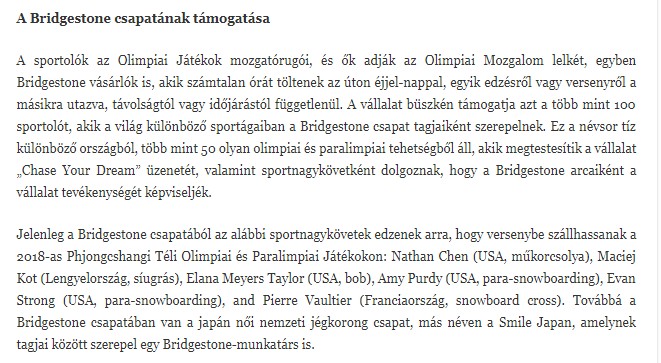 A Bridgestone csapatának támogatása
A sportolók az Olimpiai Játékok mozgatórugói, és ők adják az Olimpiai Mozgalom lelkét, egyben
Bridgestone vásárlók is, akik számtalan órát töltenek az úton éjjel-nappal, egyik edzésről vagy versenyről a
másikra utazva, távolságtól vagy időjárástól függetlenül. A vállalat büszkén támogatja azt a több mint 100
sportolót, akik a világ különböző sportágaiban a Bridgestone csapat tagjaiként szerepelnek. Ez a névsor tíz
különböző országból, több mint 50 olyan olimpiai és paralimpiai tehetségből áll, akik megtestesítik a vállalat
„Chase Your Dream” üzenetét, valamint sportnagykövetként dolgoznak, hogy a Bridgestone arcaiként a
vállalat tevékenységét képviseljék.
Jelenleg a Bridgestone csapatából az alábbi sportnagykövetek edzenek arra, hogy versenybe szállhassanak a
2018-as Phjongcshangi Téli Olimpiai és Paralimpiai Játékokon: Nathan Chen (USA, műkorcsolya), Maciej
Kot (Lengyelország, síugrás), Elana Meyers Taylor (USA, bob), Amy Purdy (USA, para-snowboarding), Evan
Strong (USA, para-snowboarding), and Pierre Vaultier (Franciaország, snowboard cross). Továbbá a
Bridgestone csapatában van a japán női nemzeti jégkorong csapat, más néven a Smile Japan, amelynek
tagjai között szerepel egy Bridgestone-munkatárs is.